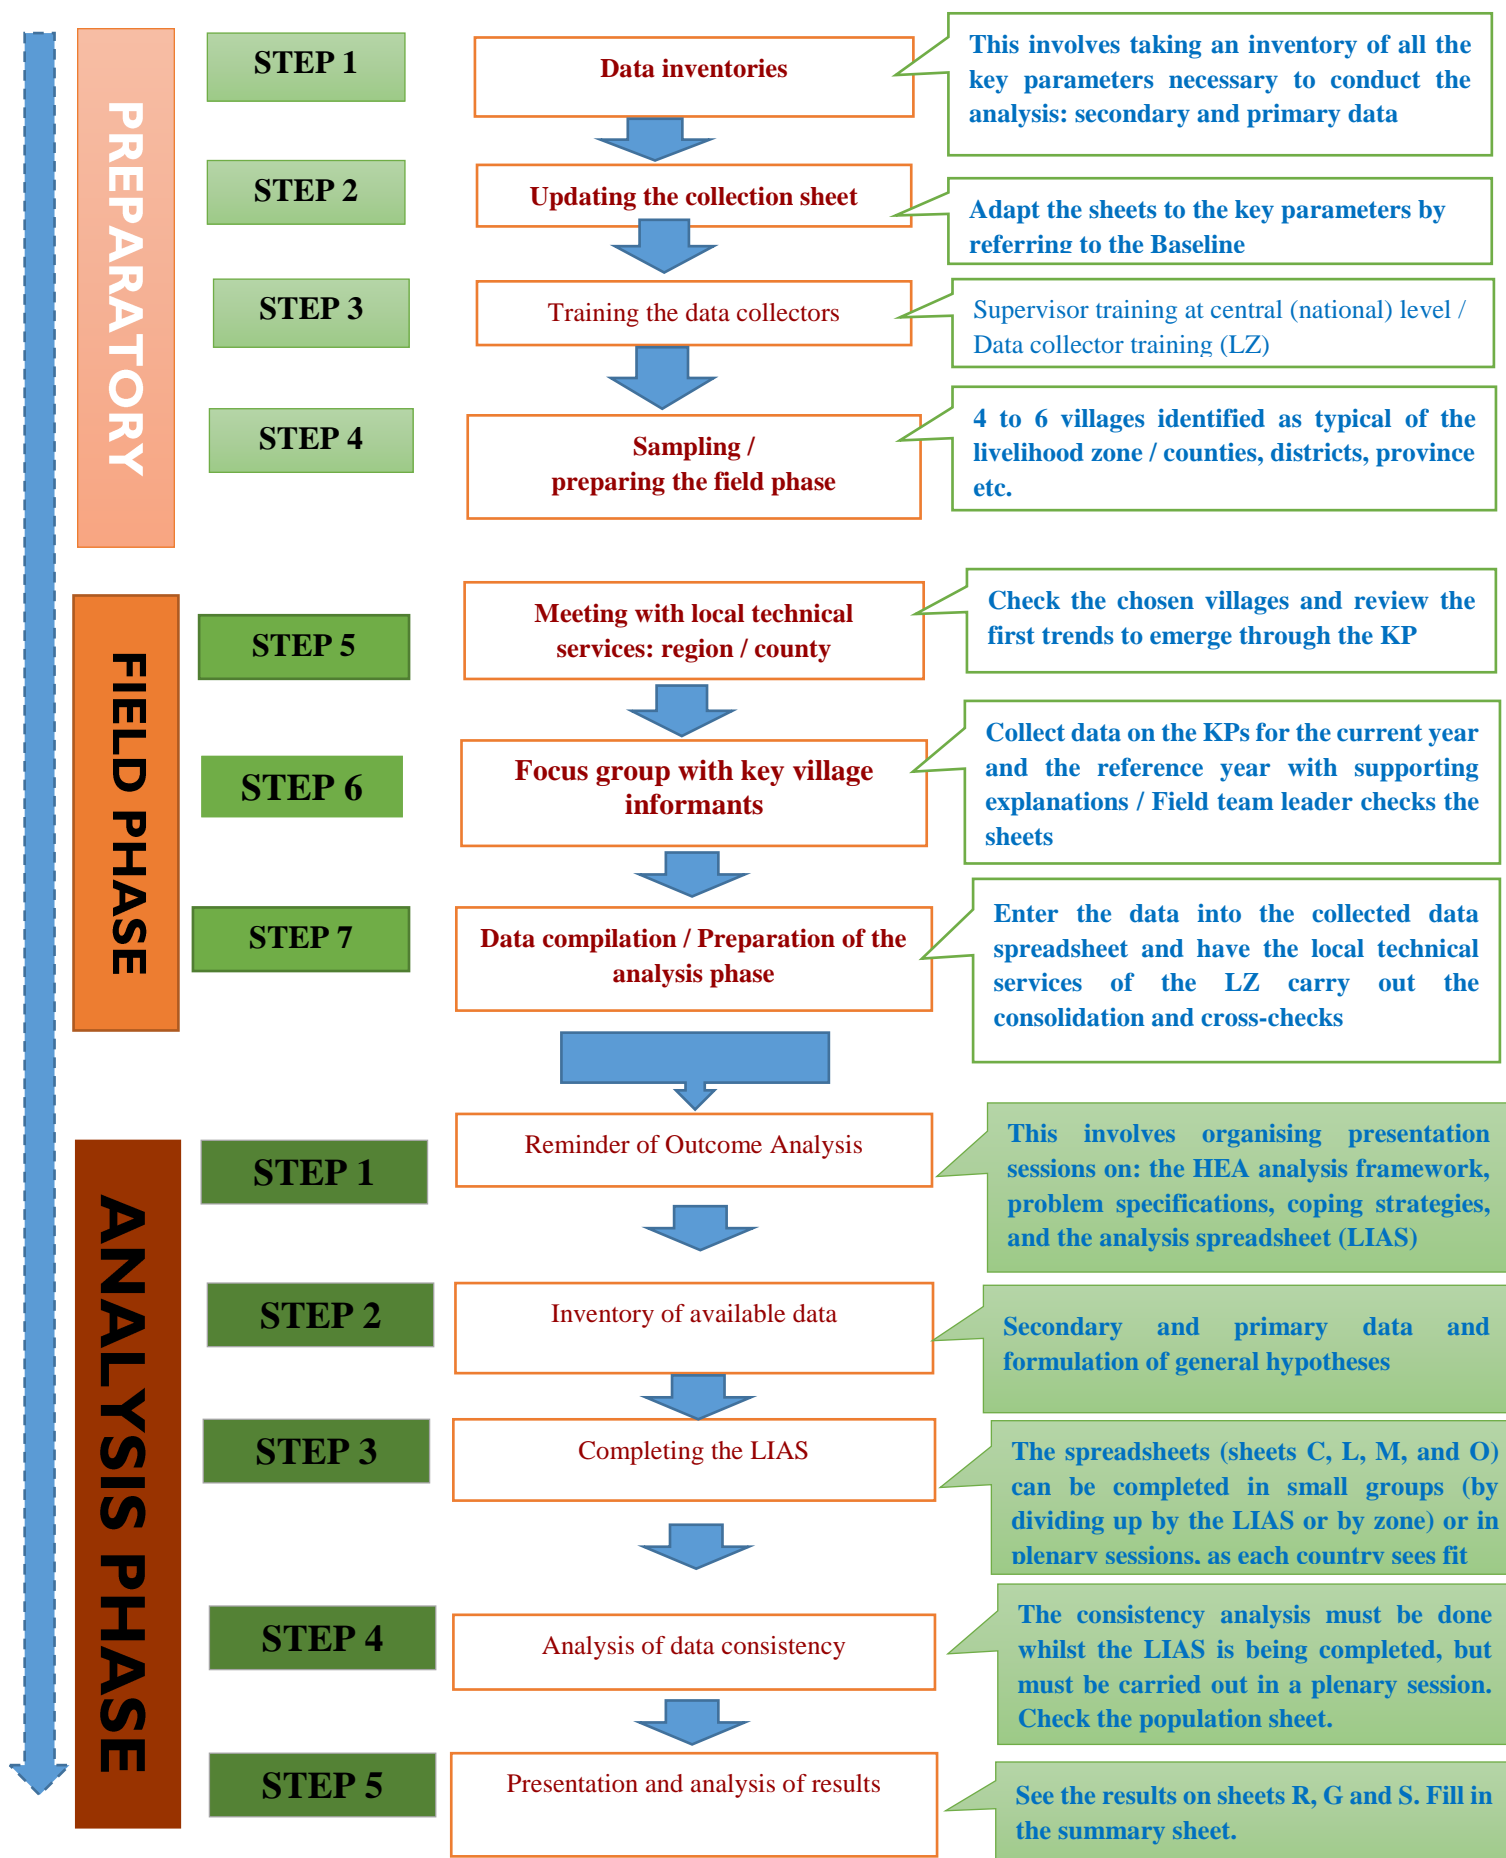 PREPARATORY
STEP 1
Data inventories
This involves taking an inventory of all the
key parameters necessary to conduct the
analysis: secondary and primary data
STEP 2
Updating the collection sheet
Adapt the sheets to the key parameters by
referring to the Baseline
STEP 3
Training the data collectors
Supervisor training at central (national) level /
Data collector training (LZ)
STEP 4
Sampling /
preparing the field phase
4 to 6 villages identified as typical of the
livelihood zone / counties, districts, province
etc.
FIELD PHASE
STEP 5
Meeting with local technical
services: region / county
Check the chosen villages and review the
first trends to emerge through the KP
STEP 6
Focus group with key village
informants
Collect data on the KPs for the current year
and the reference year with supporting
explanations / Field team leader checks the
sheets
STEP 7
Data compilation / Preparation of the
analysis phase
Enter the data into the collected data
spreadsheet and have the local technical
services of the LZ carry out the
consolidation and cross-checks
ANALYSIS PHASE
STEP 1
Reminder of Outcome Analysis
This involves organising presentation
sessions on: the HEA analysis framework,
problem specifications, coping strategies,
and the analysis spreadsheet (LIAS)
STEP 2
Inventory of available data
Secondary and primary data and
formulation of general hypotheses
STEP 3
Completing the LIAS
The spreadsheets (sheets C, L, M, and O)
can be completed in small groups (by
dividing up by the LIAS or by zone) or in
plenary sessions, as each country sees fit
STEP 4
Analysis of data consistency
The consistency analysis must be done
whilst the LIAS is being completed, but
must be carried out in a plenary session.
Check the population sheet.
STEP 5
Presentation and analysis of results
See the results on sheets R, G and S. Fill in
the summary sheet.